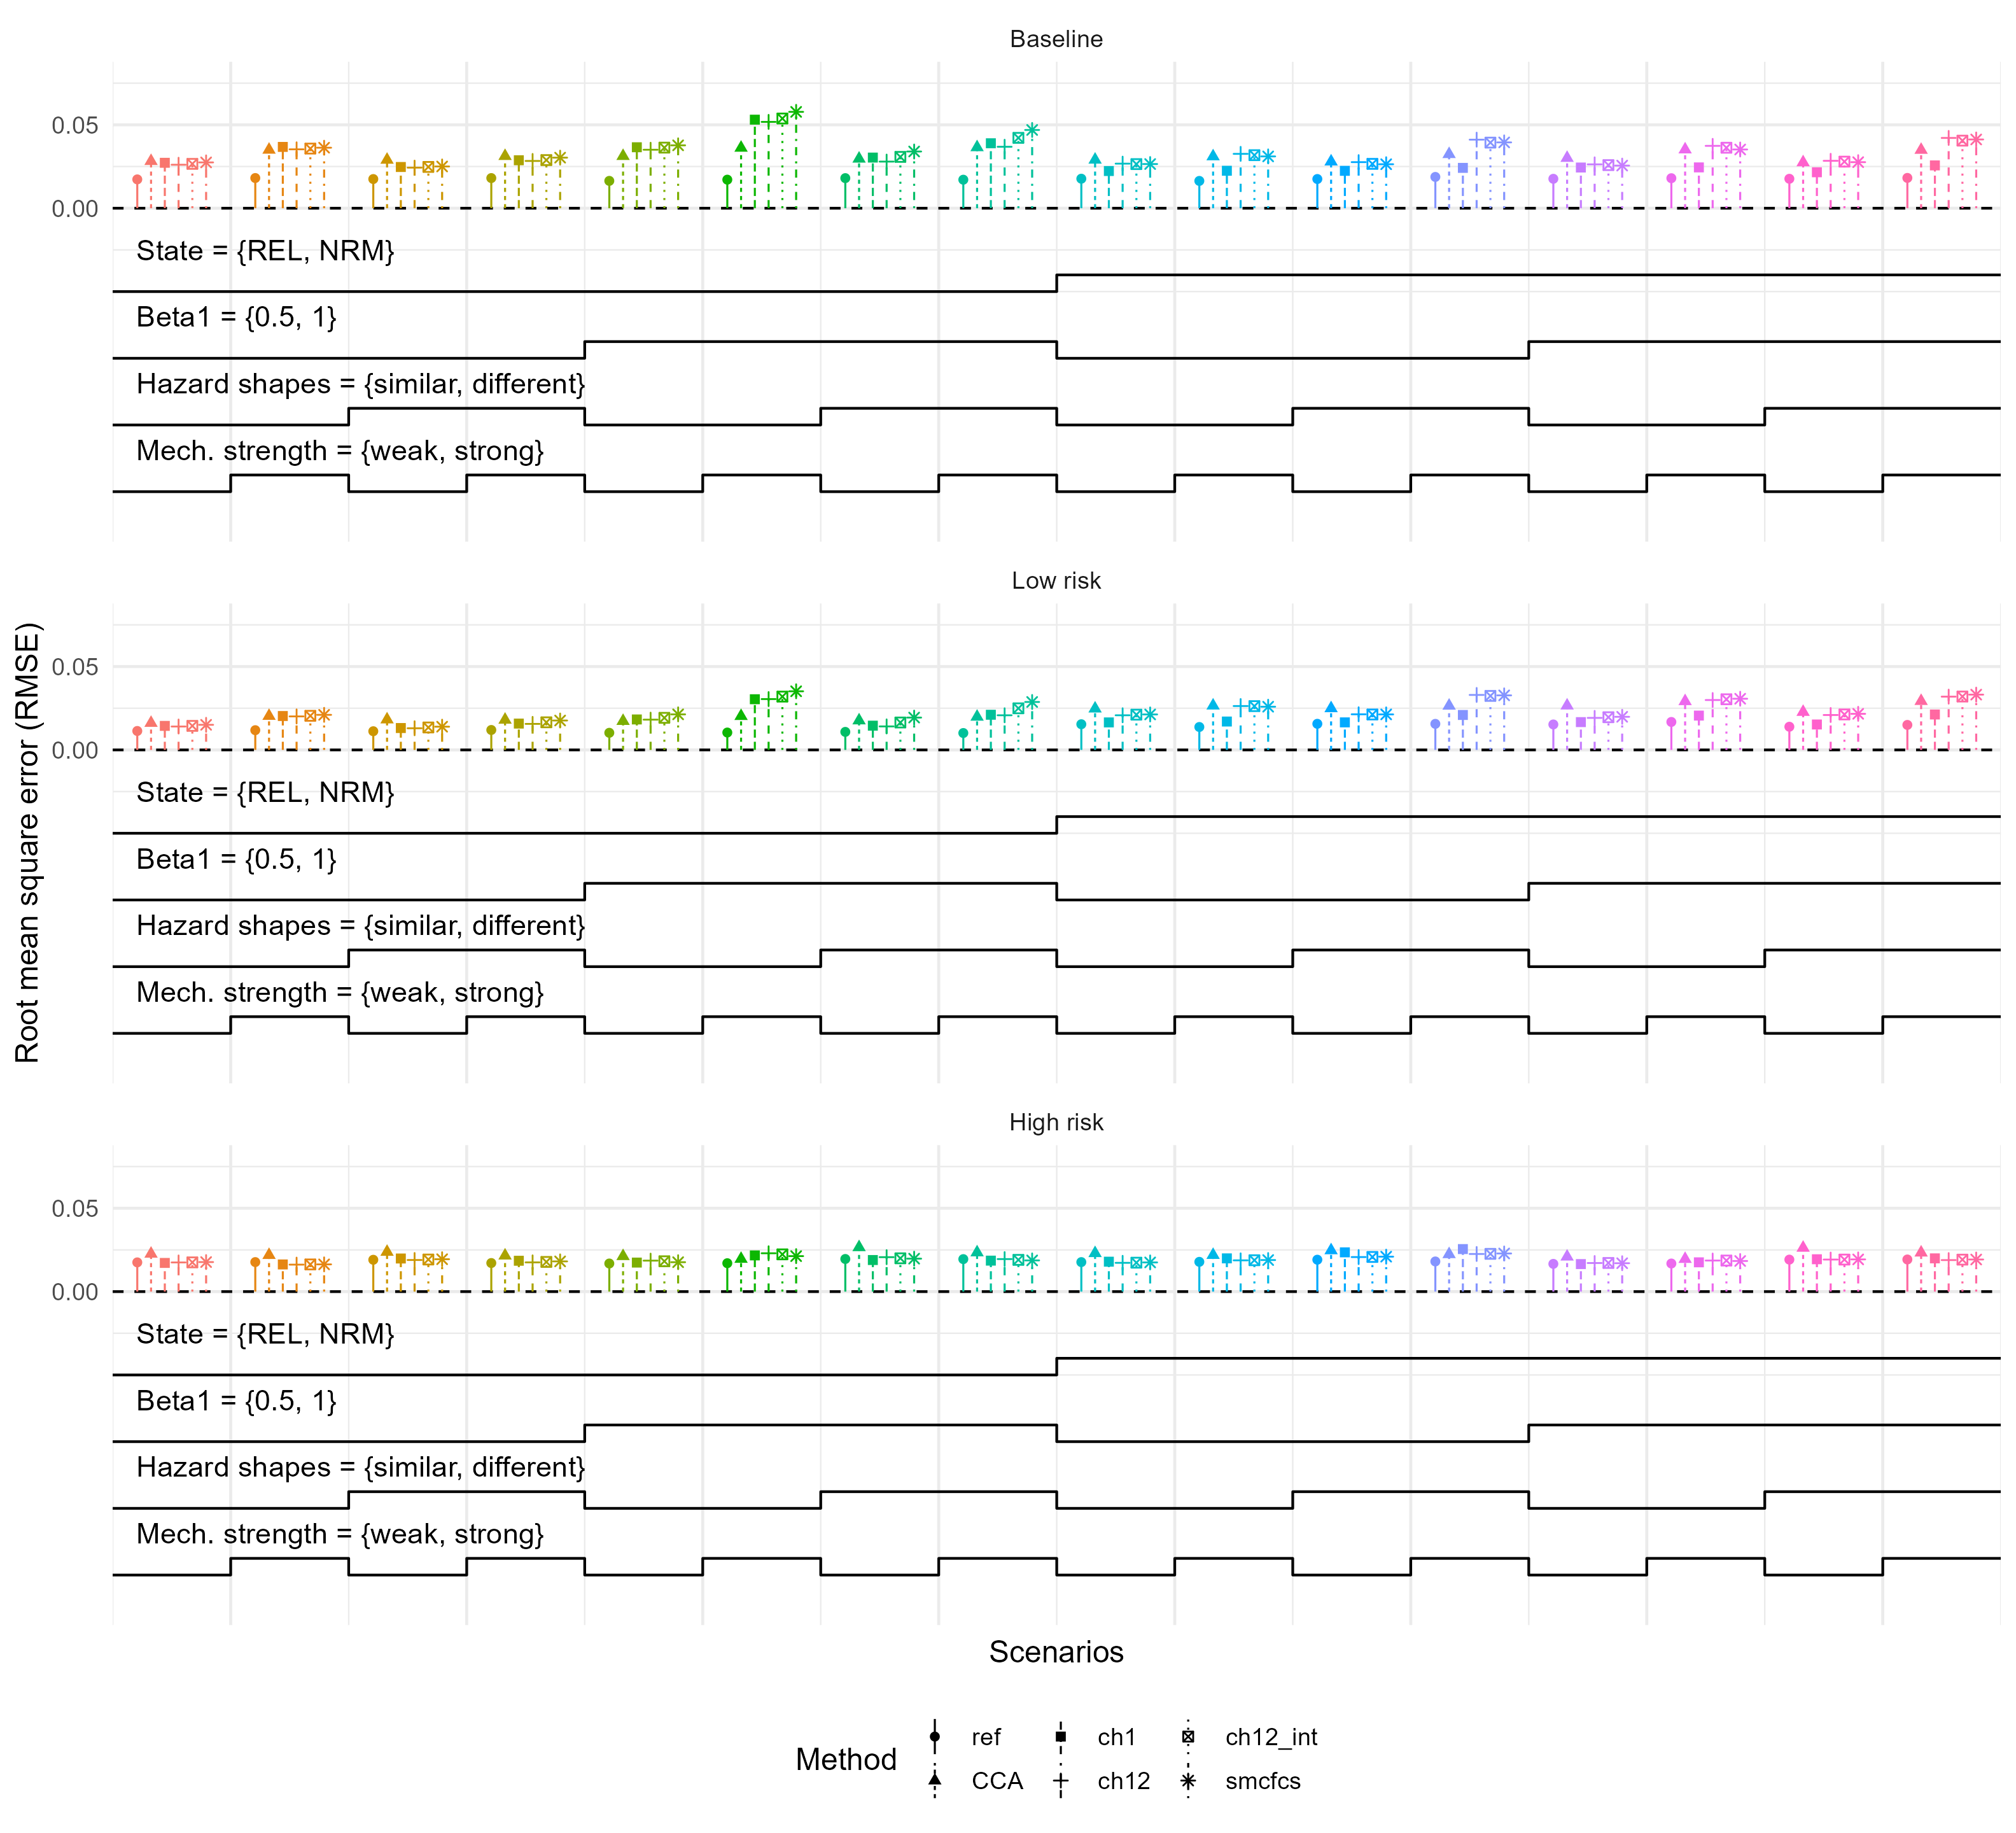 Baseline
0.05
0.00
State = {REL, NRM}
Beta1 = {0.5, 1}
Hazard shapes = {similar, different}
Mech. strength = {weak, strong}
Root mean square error (RMSE)
Low risk
0.05
0.00
State = {REL, NRM}
Beta1 = {0.5, 1}
Hazard shapes = {similar, different}
Mech. strength = {weak, strong}
High risk
0.05
0.00
State = {REL, NRM}
Beta1 = {0.5, 1}
Hazard shapes = {similar, different}
Mech. strength = {weak, strong}
Scenarios
Method
ref ch1 ch12_int
CCA ch12 smcfcs